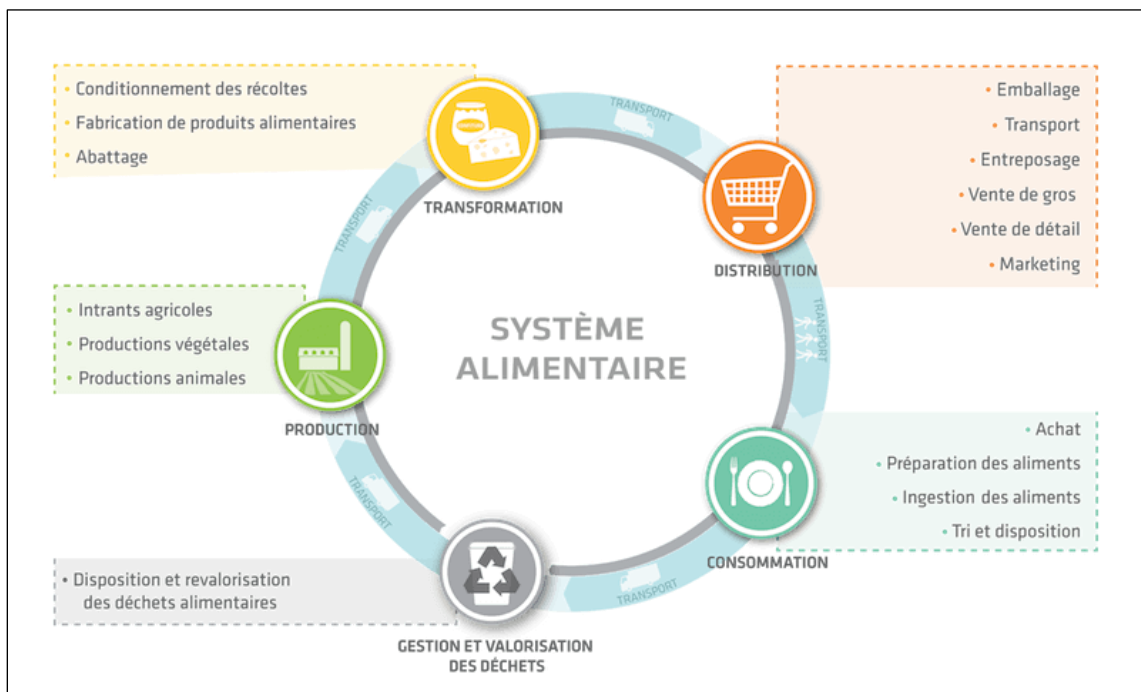 • Conditionnement des récoltes
• Fabrication de produits alimentaires
• Abattage
TRANSFORMATION
TRANSPORT
• Emballage
• Transport
• Entreposage
• Vente de gros
• Vente de détail
• Marketing
DISTRIBUTION
TRANSPORT
TRANSPORT
• Intrants agricoles
• Productions végétales
• Productions animales
PRODUCTION
SYSTÈME
ALIMENTAIRE
• Achat
• Préparation des aliments
• Ingestion des aliments
• Tri et disposition
CONSOMMATION
TRANSPORT
TRANSPORT
• Disposition et revalorisation
des déchets alimentaires
GESTION ET VALORISATION
DES DÉCHETS